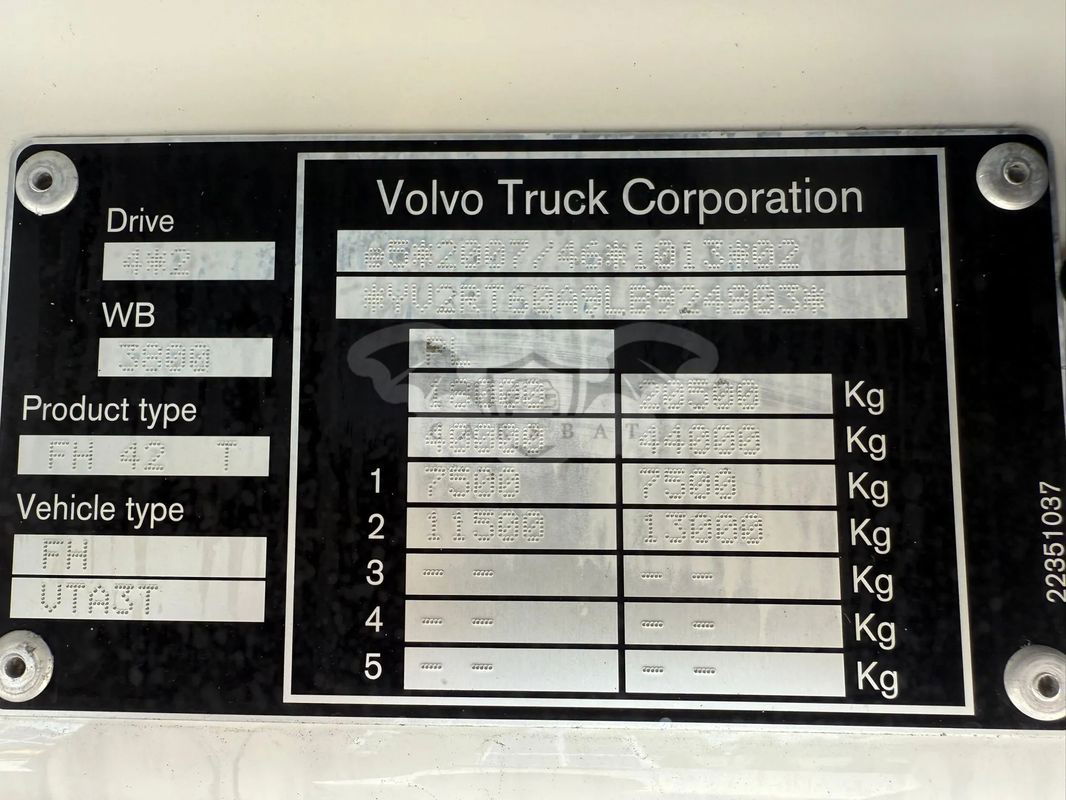 Volvo Truck Corporation
Drive
4*2
e5*2007/46*1013*02
*YV2RT60A0LB924803*
WB
3800
PL
18000 20500 Kg
Product type
FH 42 T
40000 44000 Kg
1 7500 7500 Kg
Vehicle type
FH
VTA3T
2 11500 13000 Kg
3 -- -- -- -- Kg
4 -- -- -- -- Kg
5 -- -- -- -- Kg
22351037